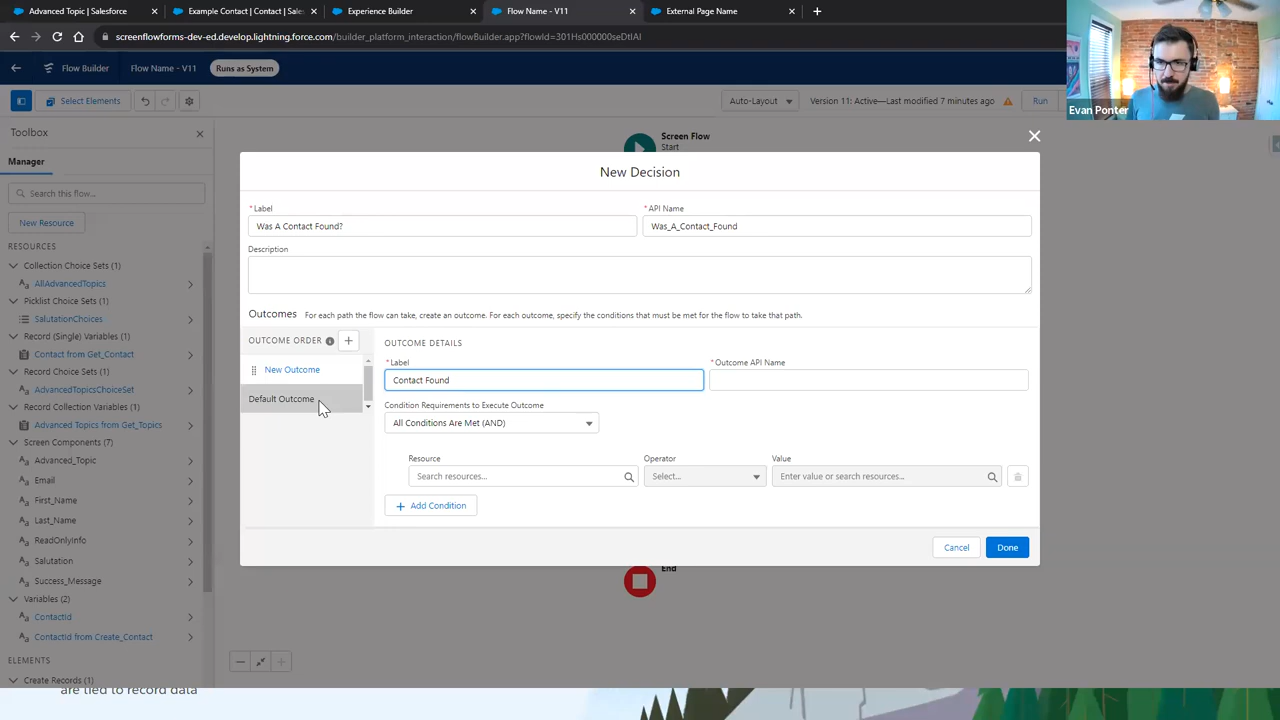 Advanced Topic | Salesforce
Example Contact | Contact | Sales
Experience Builder
Flow Name - V11
External Page Name
screenflowforms-dev-ed.develop.lightning.force.com/builder_platform_interaction/flowBuilder.app?flowId=301Hs000000seDtIAI
Flow Builder
Flow Name - V11
Runs as System
Evan Ponter
Select Elements
Auto-Layout
Version 11: Active—Last modified 7 minutes ago
Run
Toolbox
Manager
Search this flow...
New Resource
RESOURCES
Collection Choice Sets (1)
AllAdvancedTopics
Picklist Choice Sets (1)
SalutationChoices
Record (Single) Variables (1)
Contact from Get_Contact
Record Choice Sets (1)
AdvancedTopicsChoiceSet
Record Collection Variables (1)
Advanced Topics from Get_Topics
Screen Components (7)
Advanced_Topic
Email
First_Name
Last_Name
ReadOnlyInfo
Salutation
Success_Message
Variables (2)
ContactId
ContactId from Create_Contact
ELEMENTS
Create Records (1)
Screen Flow
Start
New Decision
* Label
Was A Contact Found?
* API Name
Was_A_Contact_Found
Description
Outcomes For each path the flow can take, create an outcome. For each outcome, specify the conditions that must be met for the flow to take that path.
OUTCOME ORDER
New Outcome
Default Outcome
OUTCOME DETAILS
* Label
Contact Found
* Outcome API Name
Condition Requirements to Execute Outcome
All Conditions Are Met (AND)
Resource
Search resources...
Operator
Select...
Value
Enter value or search resources...
+ Add Condition
Cancel
Done
End
are tied to record data